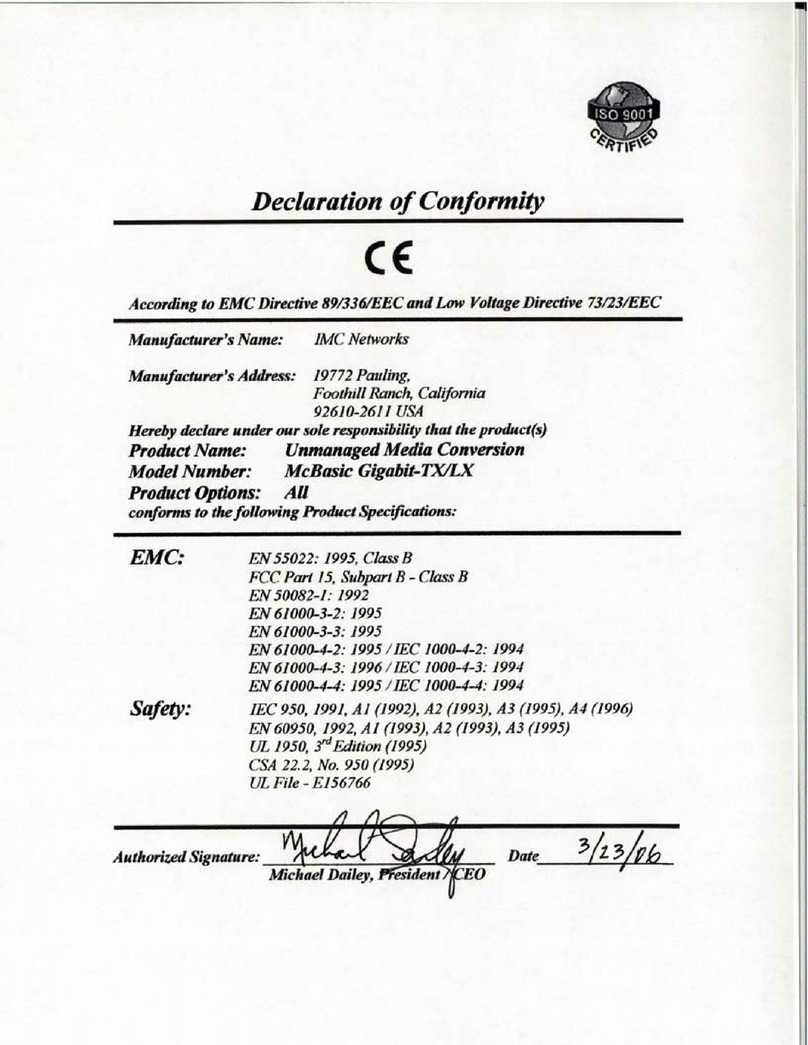 ISO 9001
CERTIFIED
Declaration of Conformity
CE
According to EMC Directive 89/336/EEC and Low Voltage Directive 73/23/EEC
Manufacturer's Name: IMC Networks
Manufacturer's Address: 19772 Pauling,
Foothill Ranch, California
92610-2611 USA
Hereby declare under our sole responsibility that the product(s)
Product Name: Unmanaged Media Conversion
Model Number: McBasic Gigabit-TX/LX
Product Options: All
conforms to the following Product Specifications:
EMC: EN 55022: 1995, Class B
FCC Part 15, Subpart B - Class B
EN 50082-1: 1992
EN 61000-3-2: 1995
EN 61000-3-3: 1995
EN 61000-4-2: 1995 / IEC 1000-4-2: 1994
EN 61000-4-3: 1996 / IEC 1000-4-3: 1994
EN 61000-4-4: 1995 / IEC 1000-4-4: 1994
Safety: IEC 950, 1991, A1 (1992), A2 (1993), A3 (1995), A4 (1996)
EN 60950, 1992, A1 (1993), A2 (1993), A3 (1995)
UL 1950, 3rd Edition (1995)
CSA 22.2, No. 950 (1995)
UL File - E156766
Authorized Signature: Michael Dailey Date 3/23/06
Michael Dailey, President / CEO